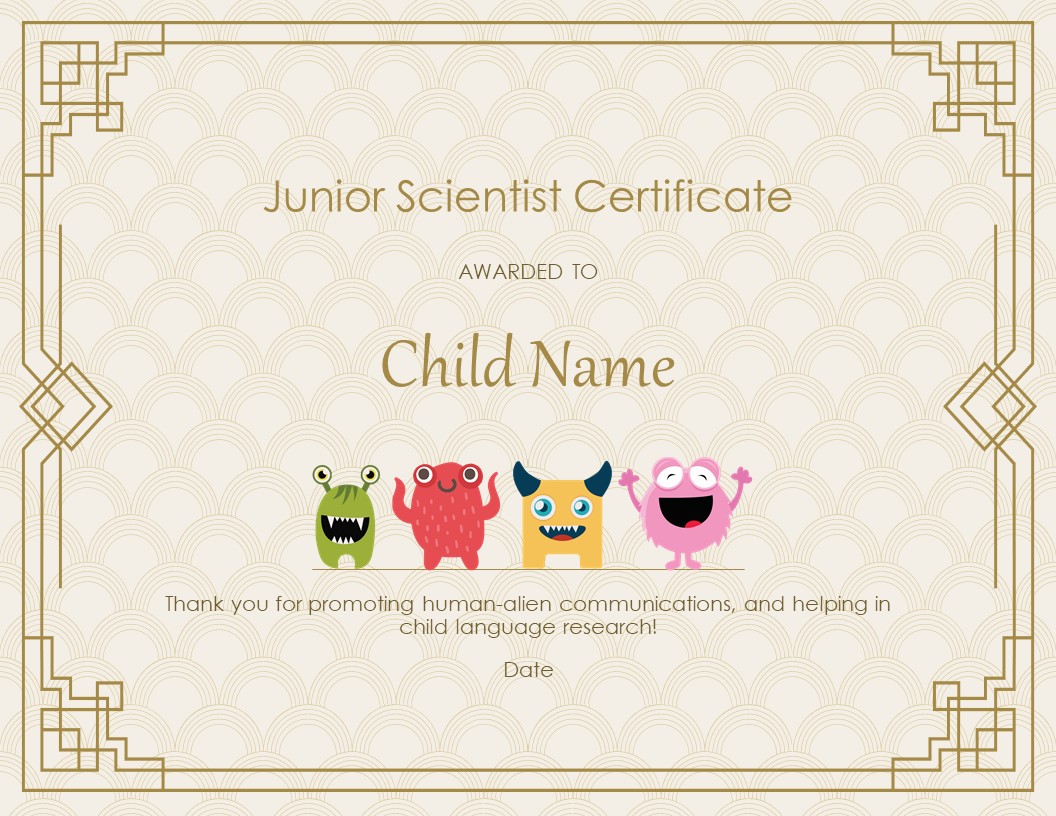 Junior Scientist Certificate
AWARDED TO
Child Name
Thank you for promoting human-alien communications, and helping in
child language research!
Date